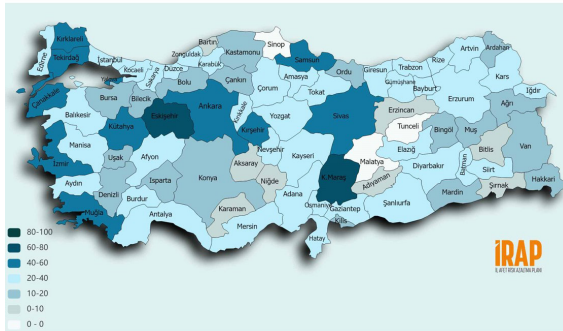 Kırklareli
Edirne
Tekirdağ
İstanbul
Kocaeli
Yalova
Sakarya
Düzce
Zonguldak
Bartın
Karabük
Kastamonu
Sinop
Samsun
Ordu
Giresun
Trabzon
Rize
Artvin
Ardahan
Gümüşhane
Bayburt
Kars
Iğdır
Çanakkale
Bursa
Bilecik
Bolu
Çankırı
Çorum
Amasya
Tokat
Balıkesir
Kütahya
Eskişehir
Ankara
Kırıkkale
Kırşehir
Yozgat
Sivas
Erzincan
Erzurum
Ağrı
Manisa
Uşak
Afyon
Tunceli
Bingöl
Muş
Van
İzmir
Aydın
Denizli
Isparta
Konya
Aksaray
Nevşehir
Kayseri
Niğde
Malatya
Elazığ
Diyarbakır
Batman
Bitlis
Siirt
Şırnak
Hakkari
Muğla
Burdur
Antalya
Karaman
Mersin
Adana
K.Maraş
Osmaniye
Gaziantep
Kilis
Adıyaman
Şanlıurfa
Mardin
Hatay
80-100
60-80
40-60
20-40
10-20
0-10
0 - 0
iRAP
İL AFET RİSK AZALTMA PLANI